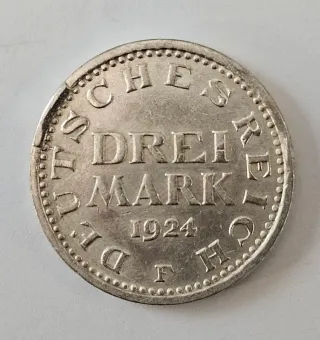 DEUTSCHES REICH
DREI
MARK
1924
F